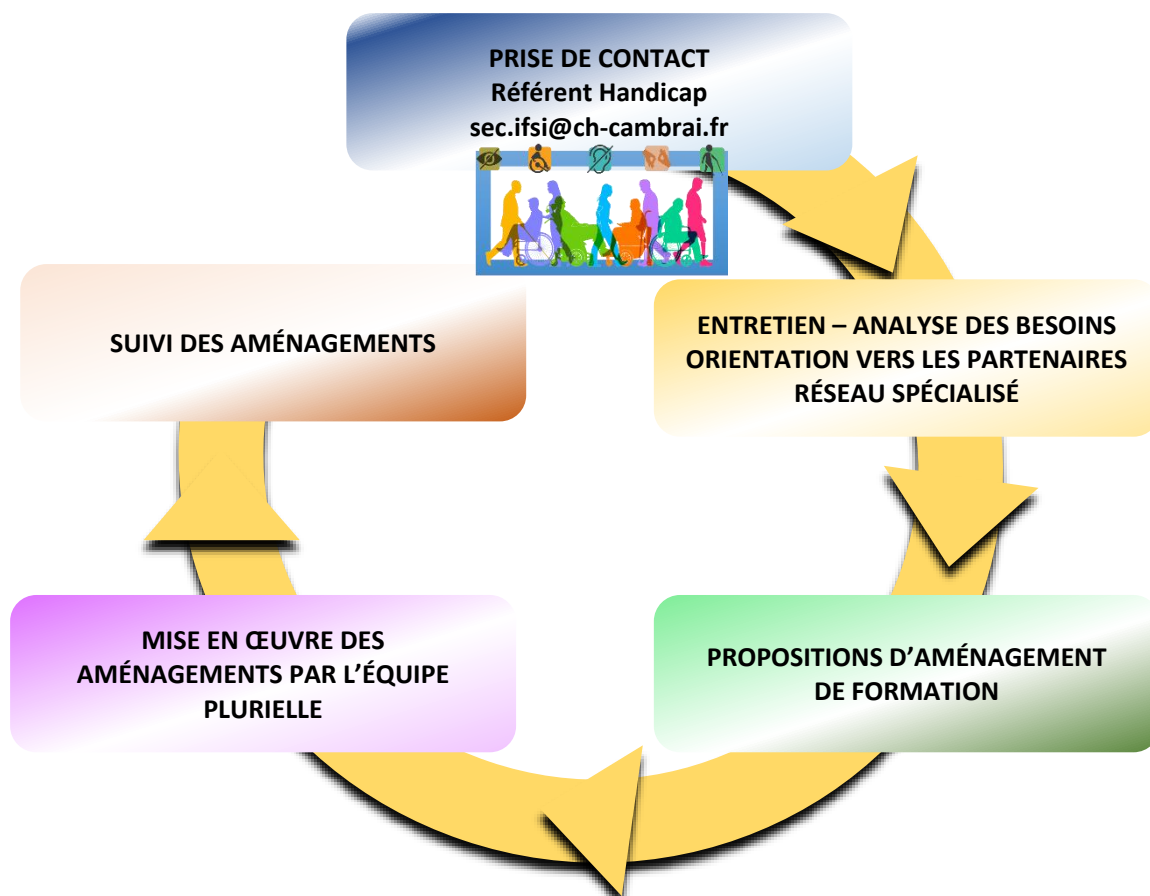 PRISE DE CONTACT
Référent Handicap
sec.ifsi@ch-cambrai.fr
ENTRETIEN – ANALYSE DES BESOINS
ORIENTATION VERS LES PARTENAIRES
RÉSEAU SPÉCIALISÉ
PROPOSITIONS D’AMÉNAGEMENT
DE FORMATION
MISE EN ŒUVRE DES
AMÉNAGEMENTS PAR L’ÉQUIPE
PLURIELLE
SUIVI DES AMÉNAGEMENTS